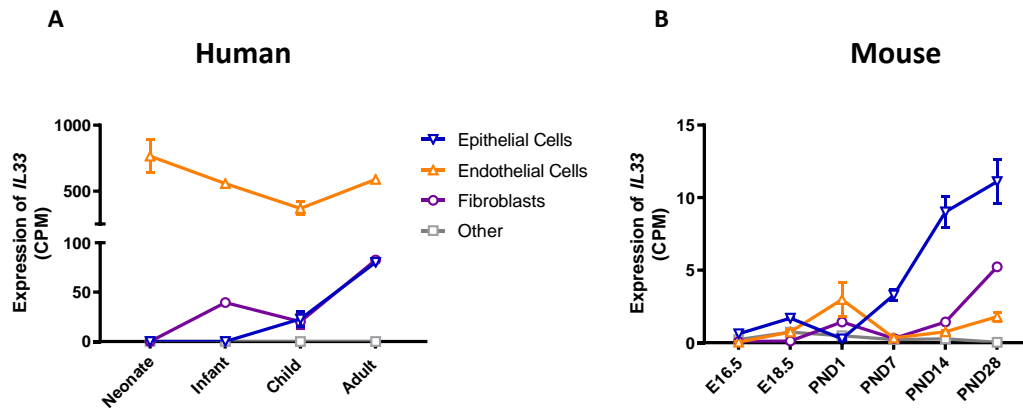 A
Human
Expression of IL33
(CPM)
1000
500
100
50
0
Neonate
Infant
Child
Adult
Epithelial Cells
Endothelial Cells
Fibroblasts
Other
B
Mouse
Expression of IL33
(CPM)
15
10
5
0
E16.5
E18.5
PND1
PND7
PND14
PND28